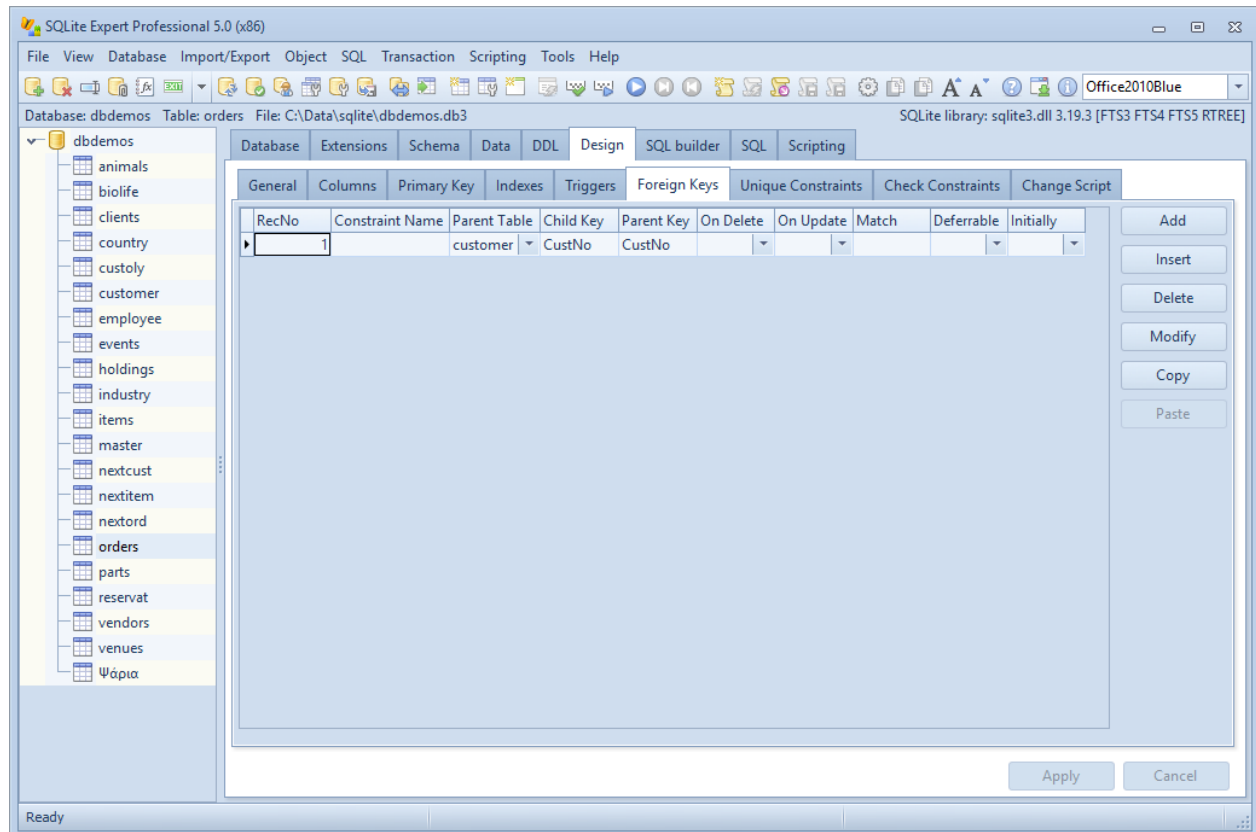 SQLite Expert Professional 5.0 (x86)
File View Database Import/Export Object SQL Transaction Scripting Tools Help
Office2010Blue
Database: dbdemos Table: orders File: C:\Data\sqlite\dbdemos.db3 SQLite library: sqlite3.dll 3.19.3 [FTS3 FTS4 FTS5 RTREE]
dbdemos
animals
biolife
clients
country
custoly
customer
employee
events
holdings
industry
items
master
nextcust
nextitem
nextord
orders
parts
reservat
vendors
venues
Ψάρια
Database Extensions Schema Data DDL Design SQL builder SQL Scripting
General Columns Primary Key Indexes Triggers Foreign Keys Unique Constraints Check Constraints Change Script
RecNo Constraint Name Parent Table Child Key Parent Key On Delete On Update Match Deferrable Initially
1 customer CustNo CustNo
Add
Insert
Delete
Modify
Copy
Paste
Apply Cancel
Ready